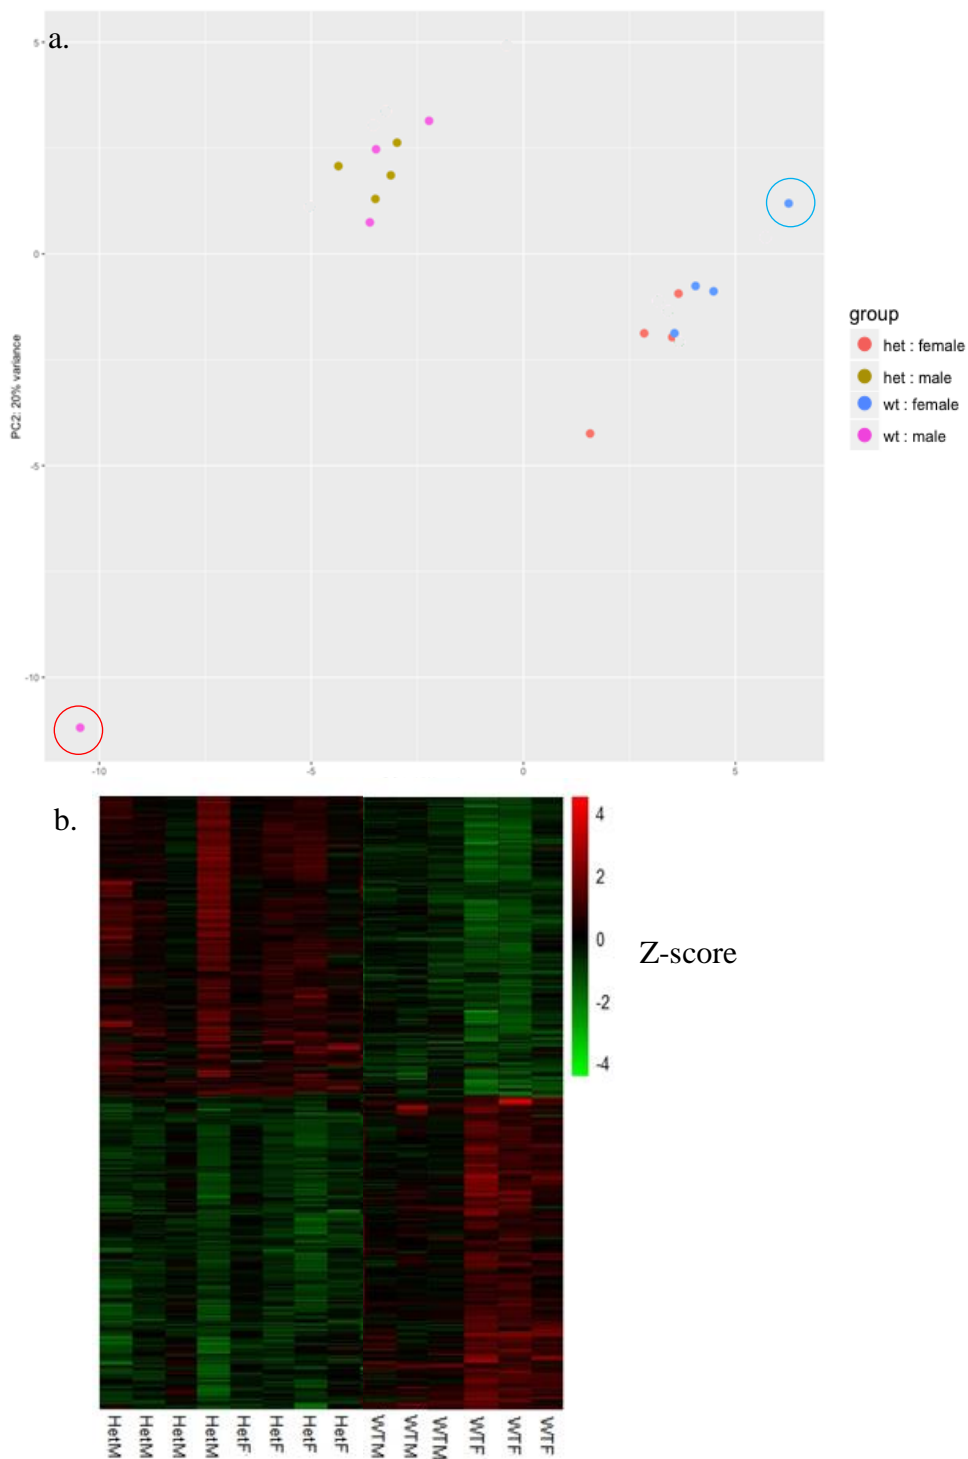 a.
5
0
-5
-10
PC2: 20% variance
-10
-5
0
5
group
het : female
het : male
wt : female
wt : male
b.
4
2
0
-2
-4
Z-score
HetM
HetM
HetM
HetM
HetF
HetF
HetF
HetF
WTM
WTM
WTM
WTF
WTF
WTF